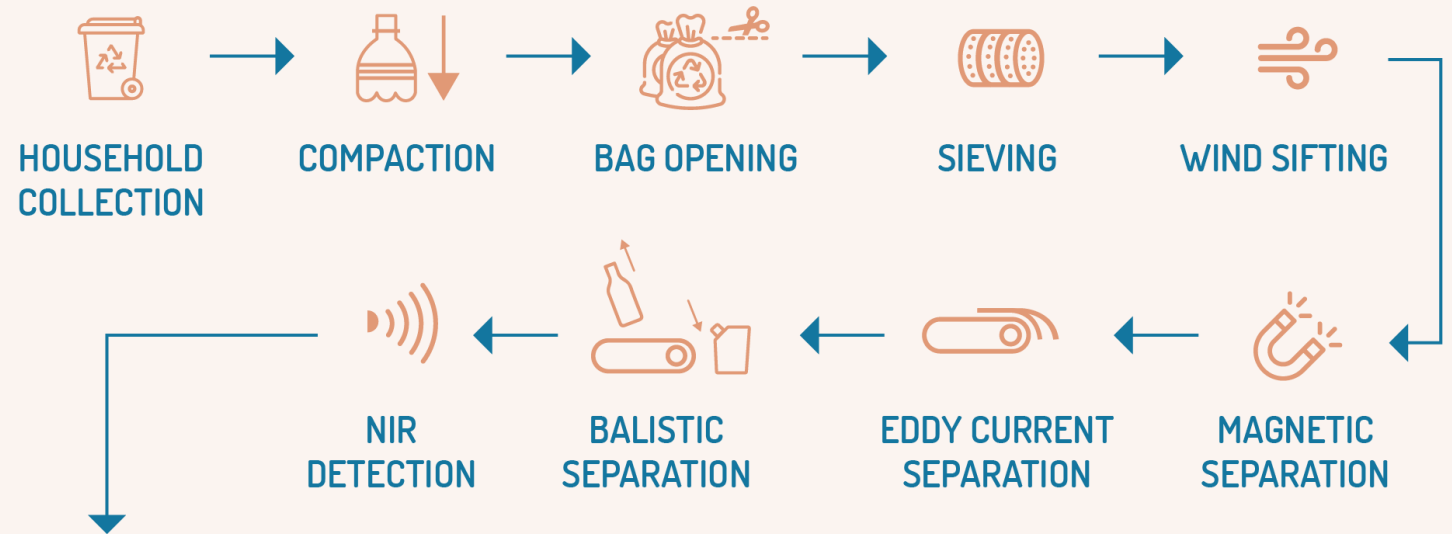 HOUSEHOLD
COLLECTION
COMPACTION
BAG OPENING
SIEVING
WIND SIFTING
MAGNETIC
SEPARATION
EDDY CURRENT
SEPARATION
BALISTIC
SEPARATION
NIR
DETECTION